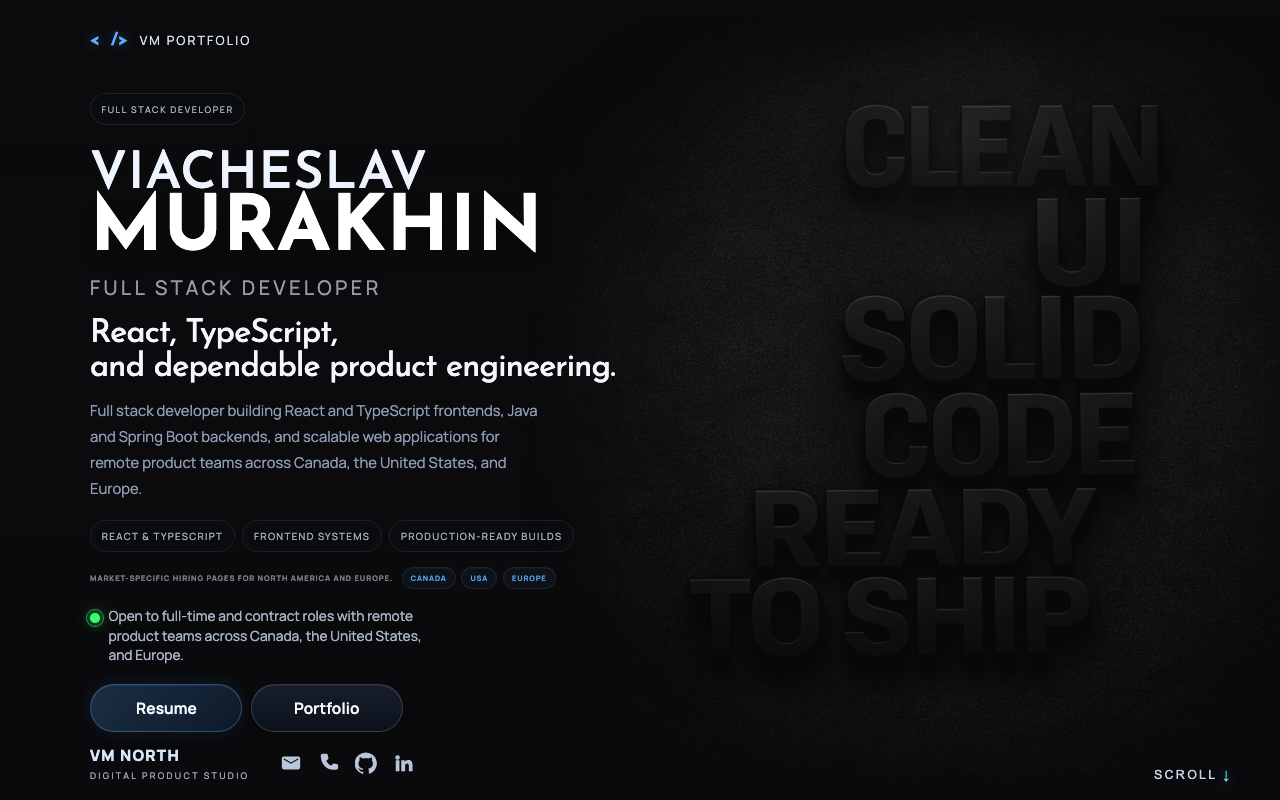 < /> VM PORTFOLIO
FULL STACK DEVELOPER
VIACHESLAV
MURAKHIN
FULL STACK DEVELOPER
React, TypeScript,
and dependable product engineering.
Full stack developer building React and TypeScript frontends, Java
and Spring Boot backends, and scalable web applications for
remote product teams across Canada, the United States, and
Europe.
REACT & TYPESCRIPT FRONTEND SYSTEMS PRODUCTION-READY BUILDS
MARKET-SPECIFIC HIRING PAGES FOR NORTH AMERICA AND EUROPE. CANADA USA EUROPE
Open to full-time and contract roles with remote
product teams across Canada, the United States,
and Europe.
Resume Portfolio
VM NORTH
DIGITAL PRODUCT STUDIO
CLEAN
UI
SOLID
CODE
READY
TO SHIP
SCROLL ↓